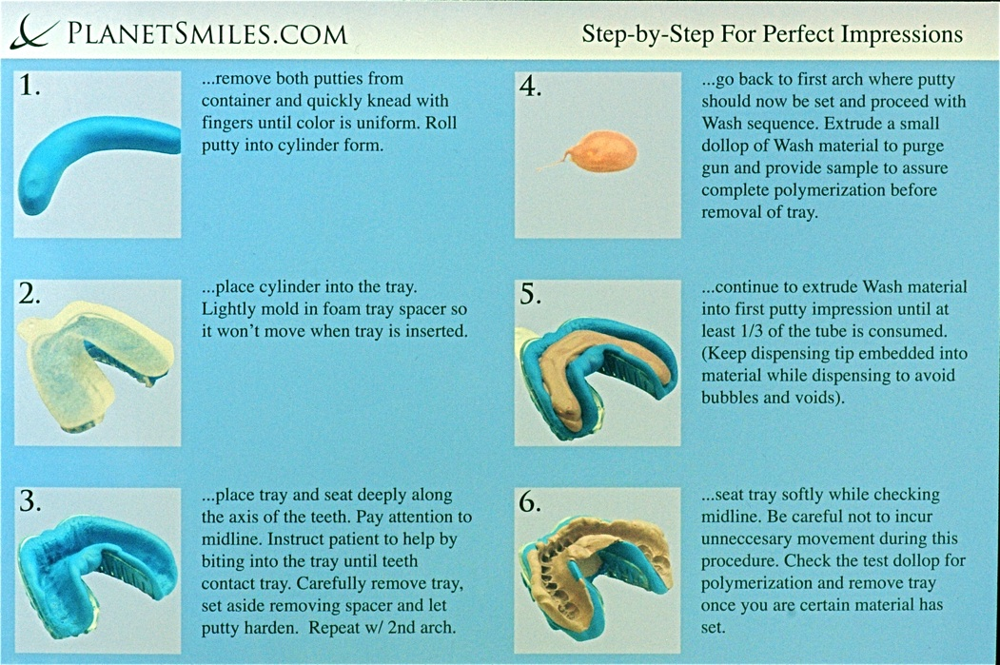 PLANETSMILES.COM
Step-by-Step For Perfect Impressions
1.
...remove both putties from
container and quickly knead with
fingers until color is uniform. Roll
putty into cylinder form.
2.
...place cylinder into the tray.
Lightly mold in foam tray spacer so
it won't move when tray is inserted.
3.
...place tray and seat deeply along
the axis of the teeth. Pay attention to
midline. Instruct patient to help by
biting into the tray until teeth
contact tray. Carefully remove tray,
set aside removing spacer and let
putty harden. Repeat w/ 2nd arch.
4.
...go back to first arch where putty
should now be set and proceed with
Wash sequence. Extrude a small
dollop of Wash material to purge
gun and provide sample to assure
complete polymerization before
removal of tray.
5.
...continue to extrude Wash material
into first putty impression until at
least 1/3 of the tube is consumed.
(Keep dispensing tip embedded into
material while dispensing to avoid
bubbles and voids).
6.
...seat tray softly while checking
midline. Be careful not to incur
unneccesary movement during this
procedure. Check the test dollop for
polymerization and remove tray
once you are certain material has
set.